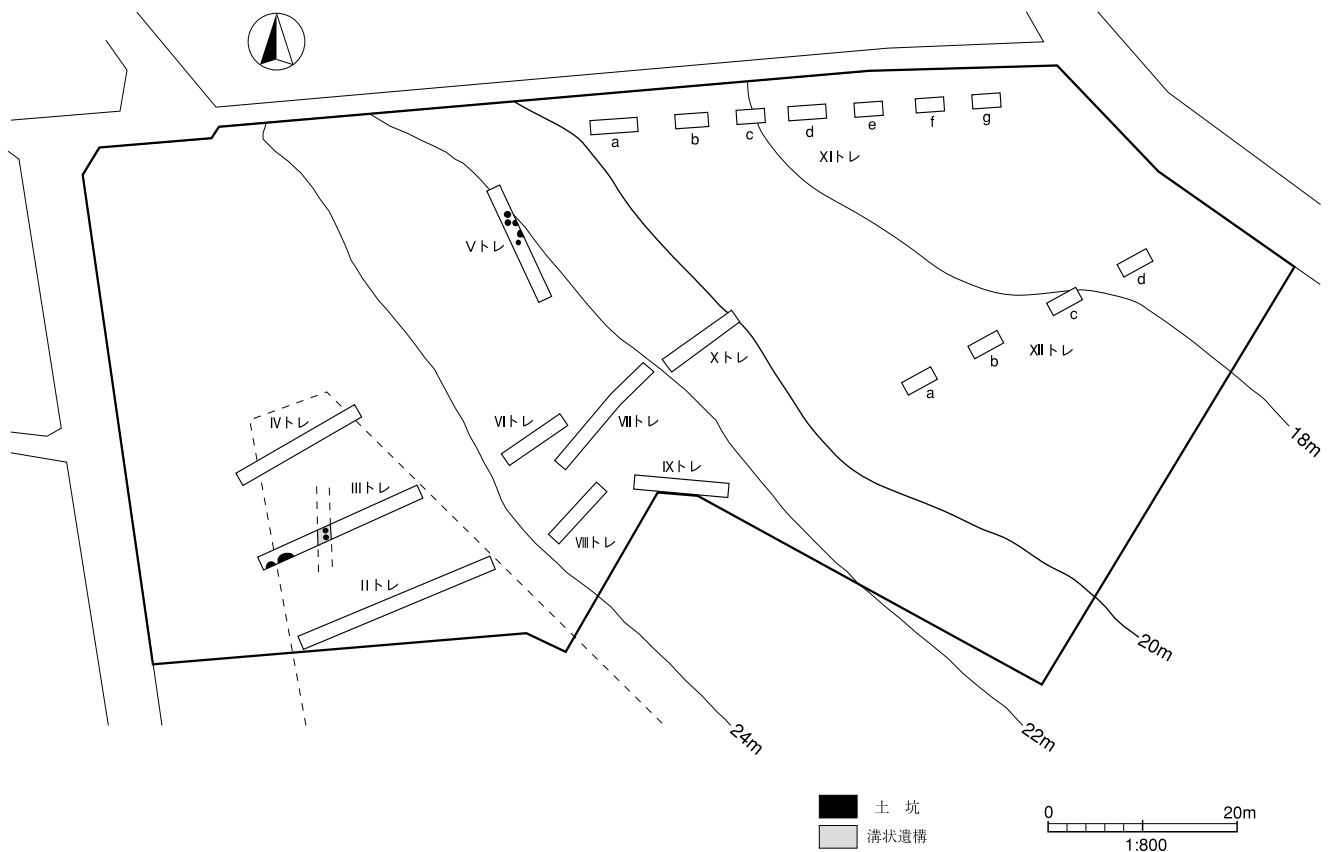 a
b
c
d
e
f
g
XIトレ
Vトレ
d
c
XIIトレ
b
a
Xトレ
IVトレ
VIトレ
VIIトレ
18m
IIIトレ
IXトレ
VIIIトレ
IIトレ
20m
22m
24m
土 坑
溝状遺構
0 20m
1:800